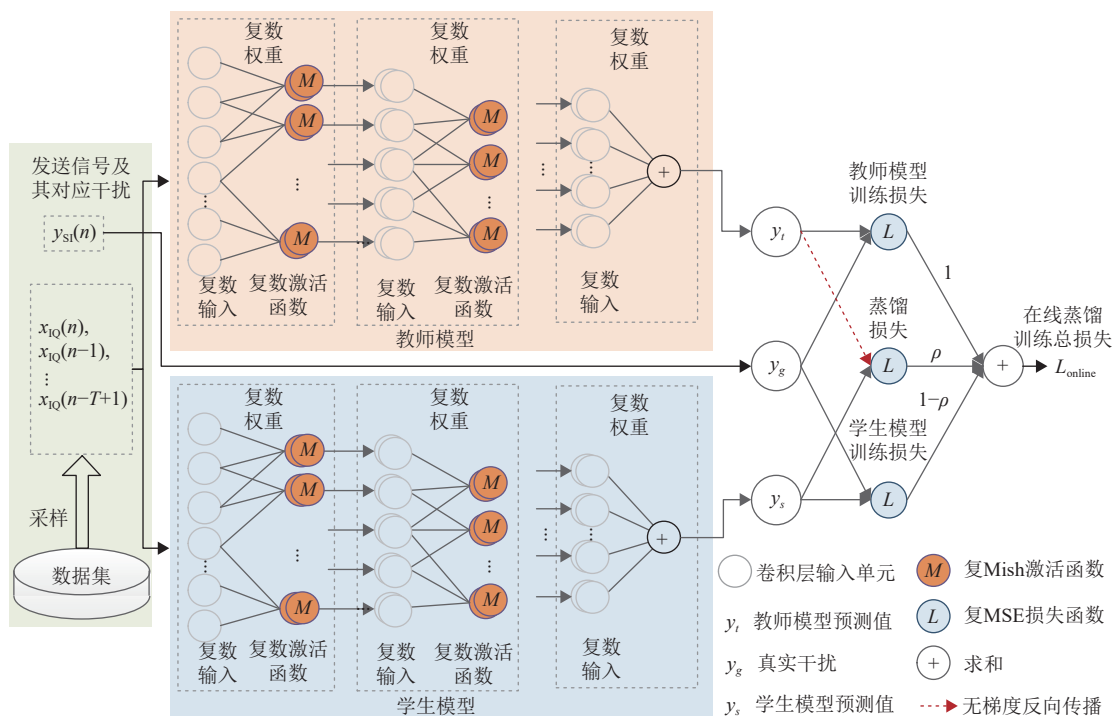 发送信号及
其对应干扰
y_SI(n)
x_IQ(n),
x_IQ(n−1),
⋮
x_IQ(n−T+1)
采样
数据集
复数
权重
复数
权重
复数
权重
M
M
M
M
M
M
+
复数
输入
复数激活
函数
复数
输入
复数激活
函数
复数
输入
教师模型
复数
权重
复数
权重
复数
权重
M
M
M
M
M
M
+
复数
输入
复数激活
函数
复数
输入
复数激活
函数
复数
输入
学生模型
y_t
y_g
y_s
教师模型
训练损失
L
蒸馏
损失
L
学生模型
训练损失
L
1
ρ
1−ρ
+
在线蒸馏
训练总损失
L_online
卷积层输入单元
M 复Mish激活函数
y_t 教师模型预测值
L 复MSE损失函数
y_g 真实干扰
+ 求和
y_s 学生模型预测值
无梯度反向传播